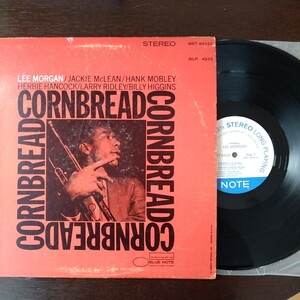 STEREO
LEE MORGAN/JACKIE McLEAN/HANK MOBLEY
HERBIE HANCOCK/LARRY RIDLEY/BILLY HIGGINS
CORNBREAD
CORNBREAD
CORNBREAD
CORNBREAD
BLUE NOTE
STEREO LONG PLAYING
NOTE